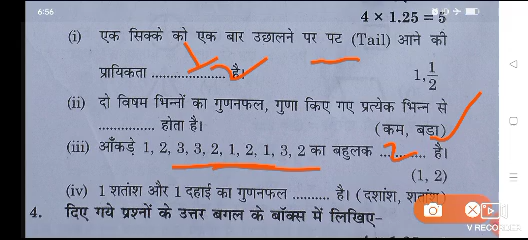 6:56
4 × 1.25 = 5
(i) एक सिक्के को एक बार उछालने पर पट (Tail) आने की
प्रायिकता .................. है।
1, 1/2
(ii) दो विषम भिन्नों का गुणनफल, गुणा किए गए प्रत्येक भिन्न से
.............. होता है।
(कम, बड़ा)
(iii) आँकड़े 1, 2, 3, 3, 2, 1, 2, 1, 3, 2 का बहुलक 2 है।
(1, 2)
(iv) 1 शतांश और 1 दहाई का गुणनफल .......... है। (दशांश, शतांश)
4. दिए गये प्रश्नों के उत्तर बगल के बॉक्स में लिखिए-
V RECORDER